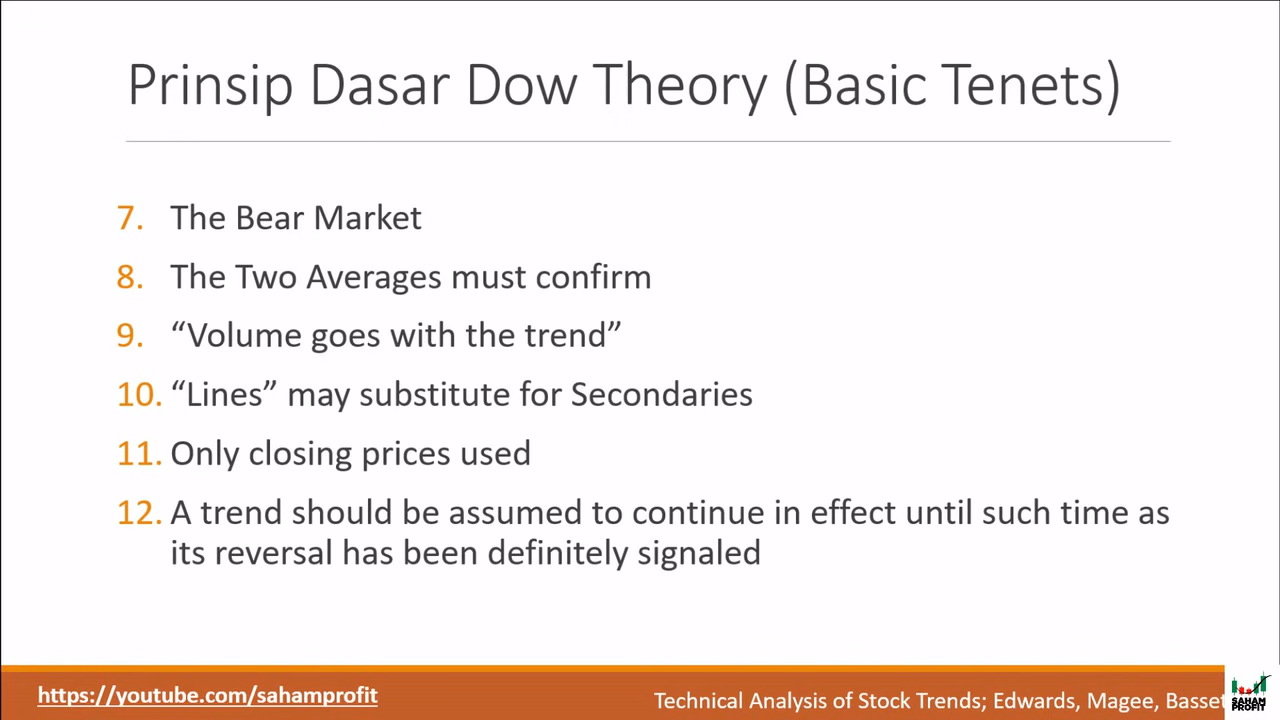 Prinsip Dasar Dow Theory (Basic Tenets)
7. The Bear Market
8. The Two Averages must confirm
9. “Volume goes with the trend”
10. “Lines” may substitute for Secondaries
11. Only closing prices used
12. A trend should be assumed to continue in effect until such time as
its reversal has been definitely signaled
https://youtube.com/sahamprofit
Technical Analysis of Stock Trends; Edwards, Magee, Basset
SAHAM
PROFIT